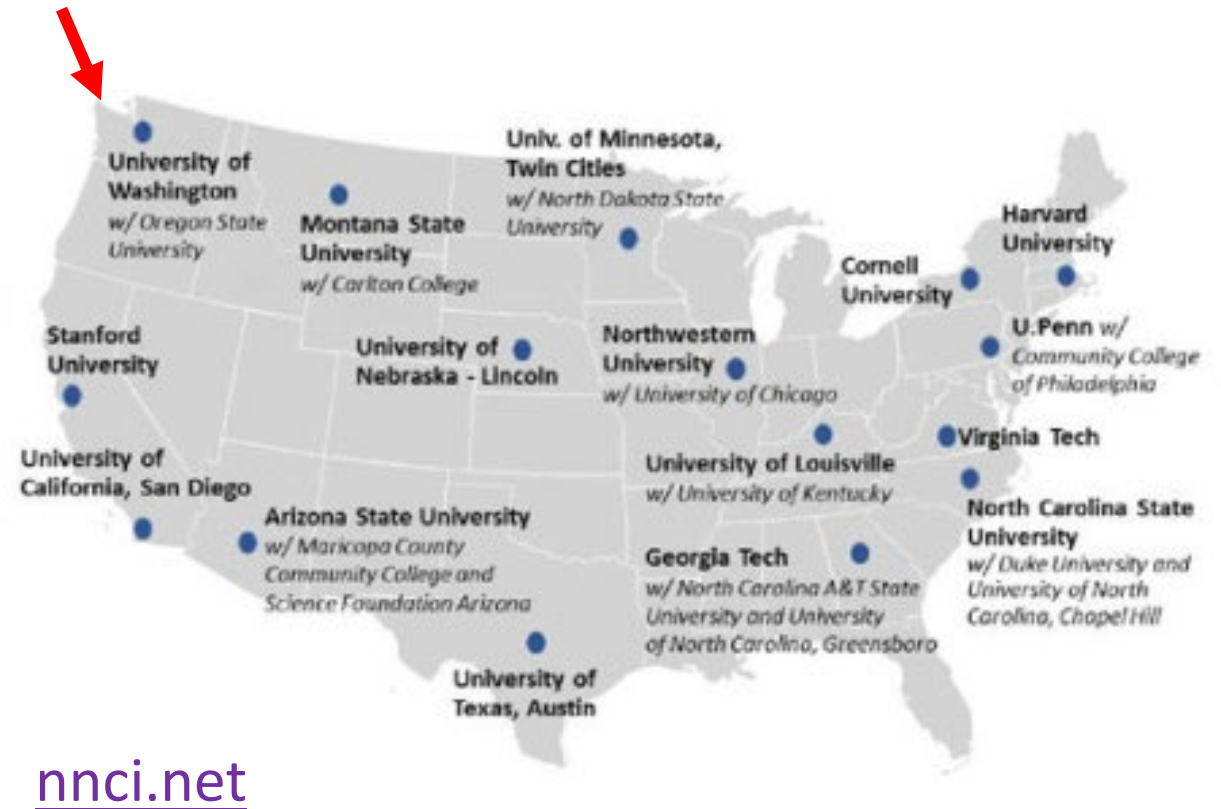 University of
Washington
w/ Oregon State
University
Montana State
University
w/ Carlton College
Univ. of Minnesota,
Twin Cities
w/ North Dakota State
University
Harvard
University
Cornell
University
Stanford
University
University of
Nebraska - Lincoln
Northwestern
University
w/ University of Chicago
U.Penn w/
Community College
of Philadelphia
Virginia Tech
University of
California, San Diego
University of Louisville
w/ University of Kentucky
Arizona State University
w/ Maricopa County
Community College and
Science Foundation Arizona
North Carolina State
University
w/ Duke University and
University of North
Carolina, Chapel Hill
Georgia Tech
w/ North Carolina A&T State
University and University
of North Carolina, Greensboro
University of
Texas, Austin
nnci.net